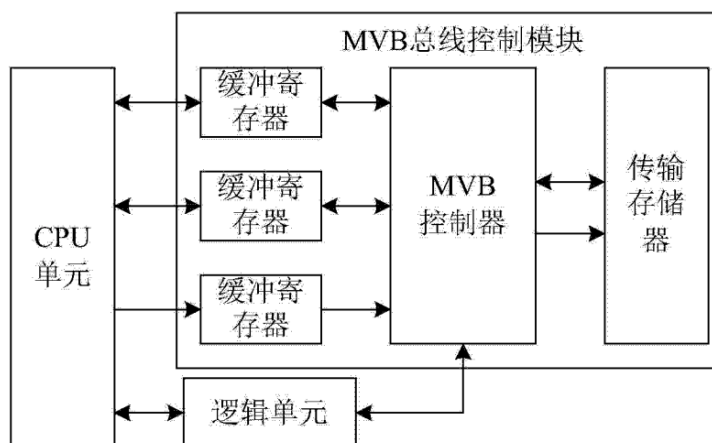 MVB总线控制模块
CPU
单元
缓冲寄
存器
缓冲寄
存器
缓冲寄
存器
MVB
控制器
传输
存储
器
逻辑单元